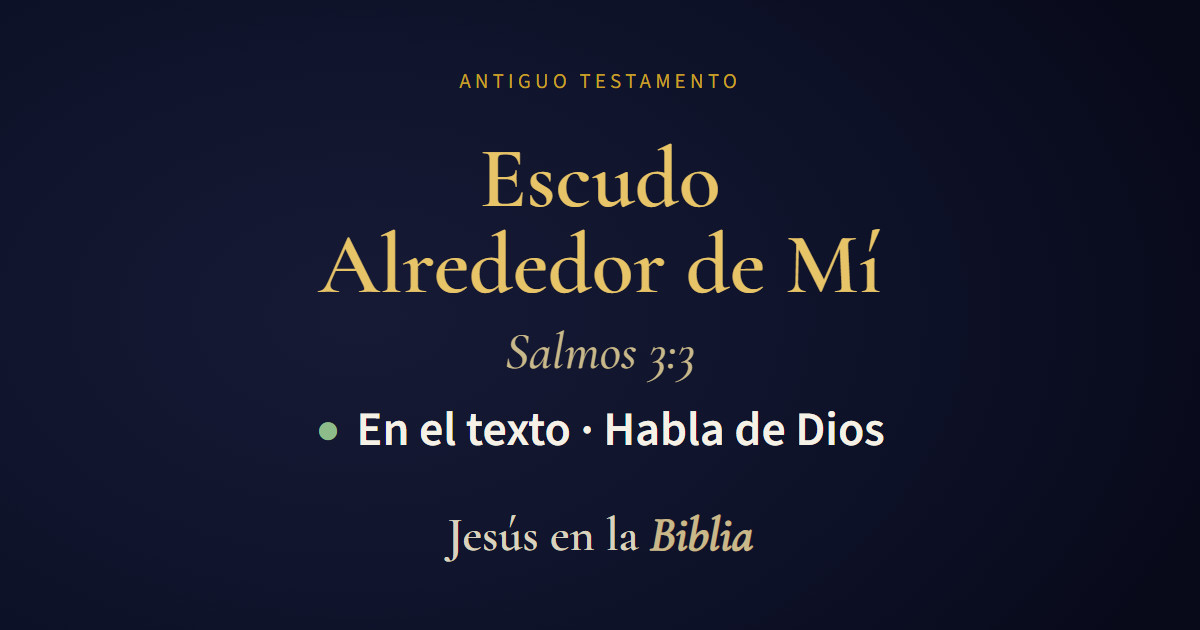 ANTIGUO TESTAMENTO
Escudo
Alrededor de Mí
Salmos 3:3
En el texto · Habla de Dios
Jesús en la Biblia